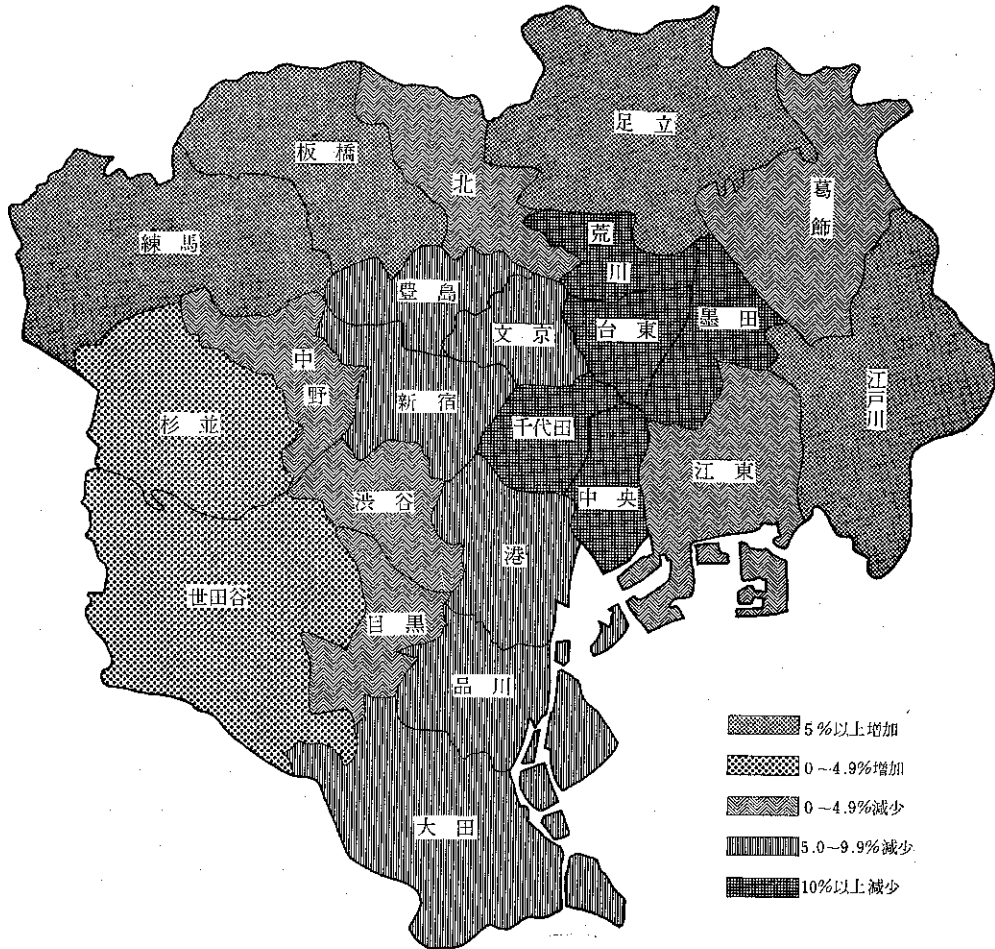 足立
板橋
北
葛飾
練馬
荒川
豊島
文京
台東
墨田
中野
新宿
杉並
千代田
江戸川
渋谷
中央
江東
港
世田谷
目黒
品川
大田
5%以上増加
0~4.9%増加
0~4.9%減少
5.0~9.9%減少
10%以上減少